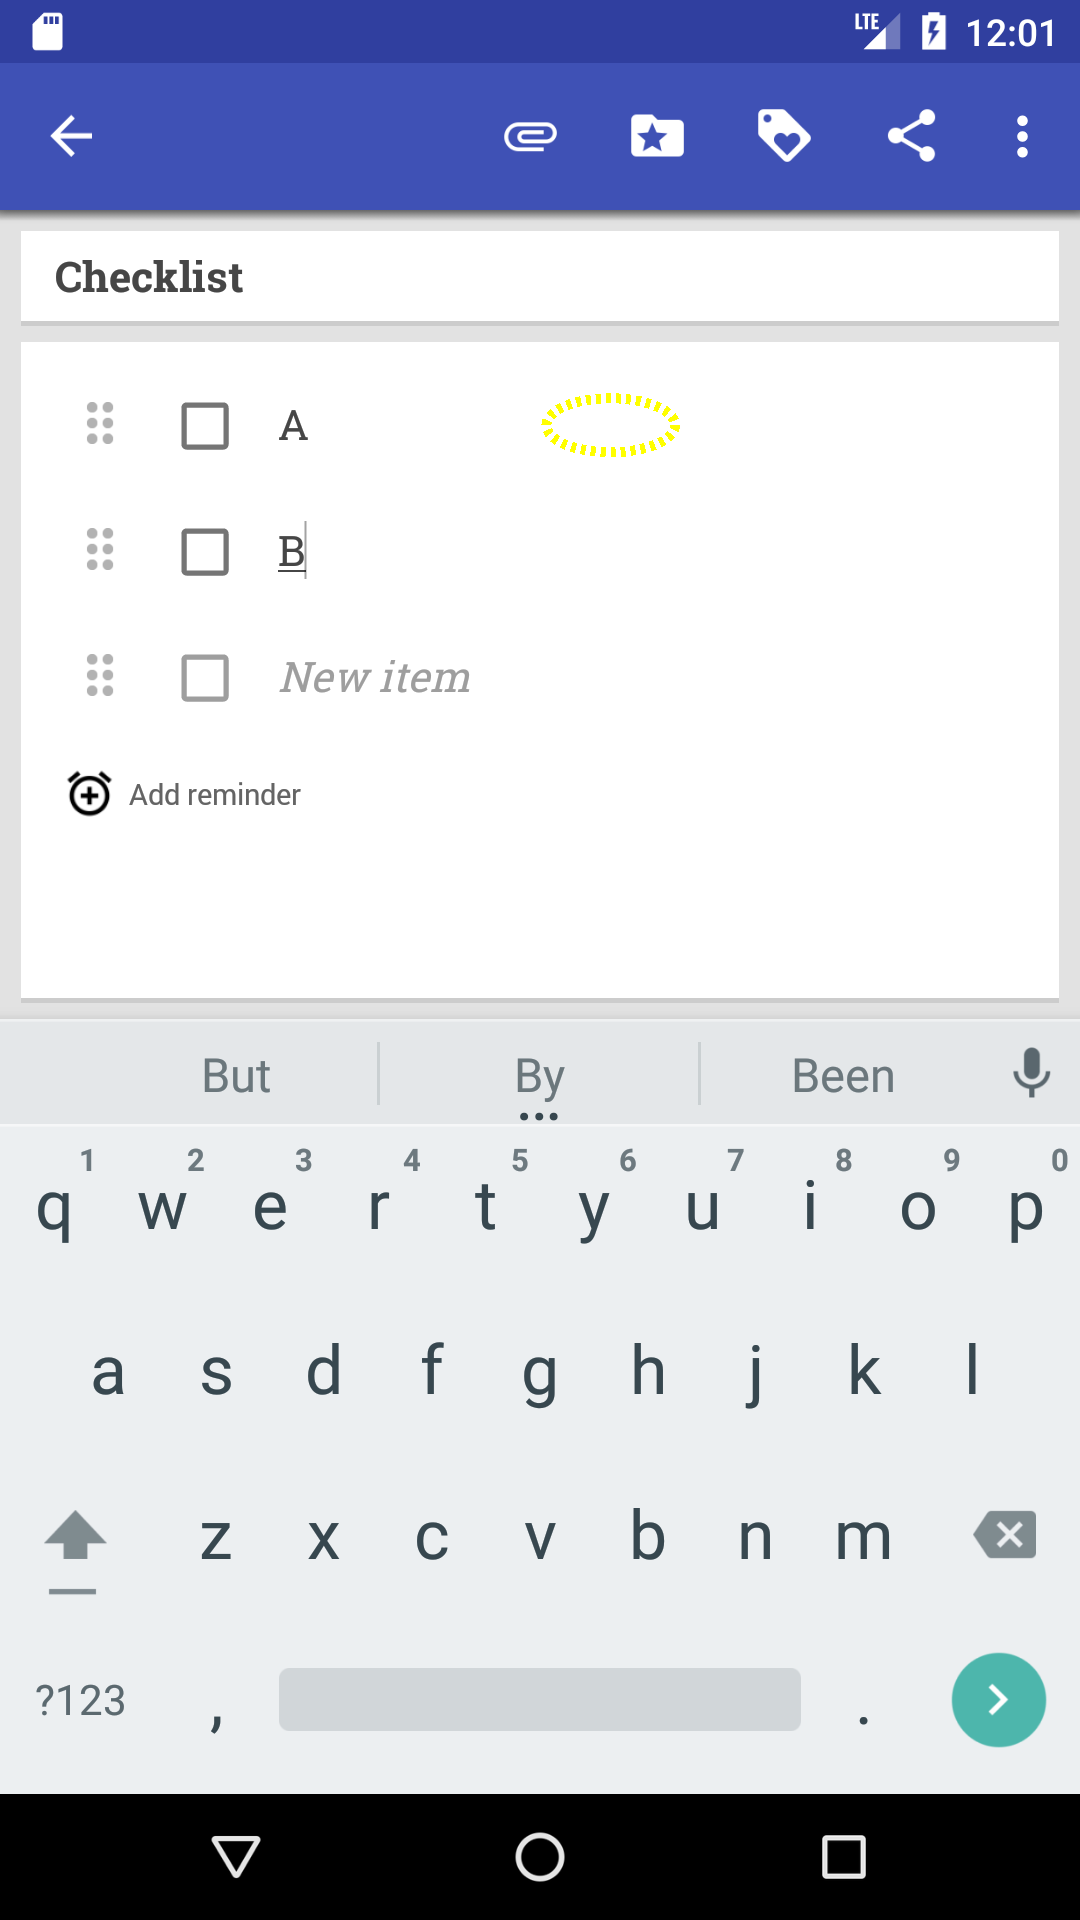 LTE 12:01
Checklist
A
B
New item
Add reminder
But By Been
1 2 3 4 5 6 7 8 9 0
q w e r t y u i o p
a s d f g h j k l
z x c v b n m
?123 , .